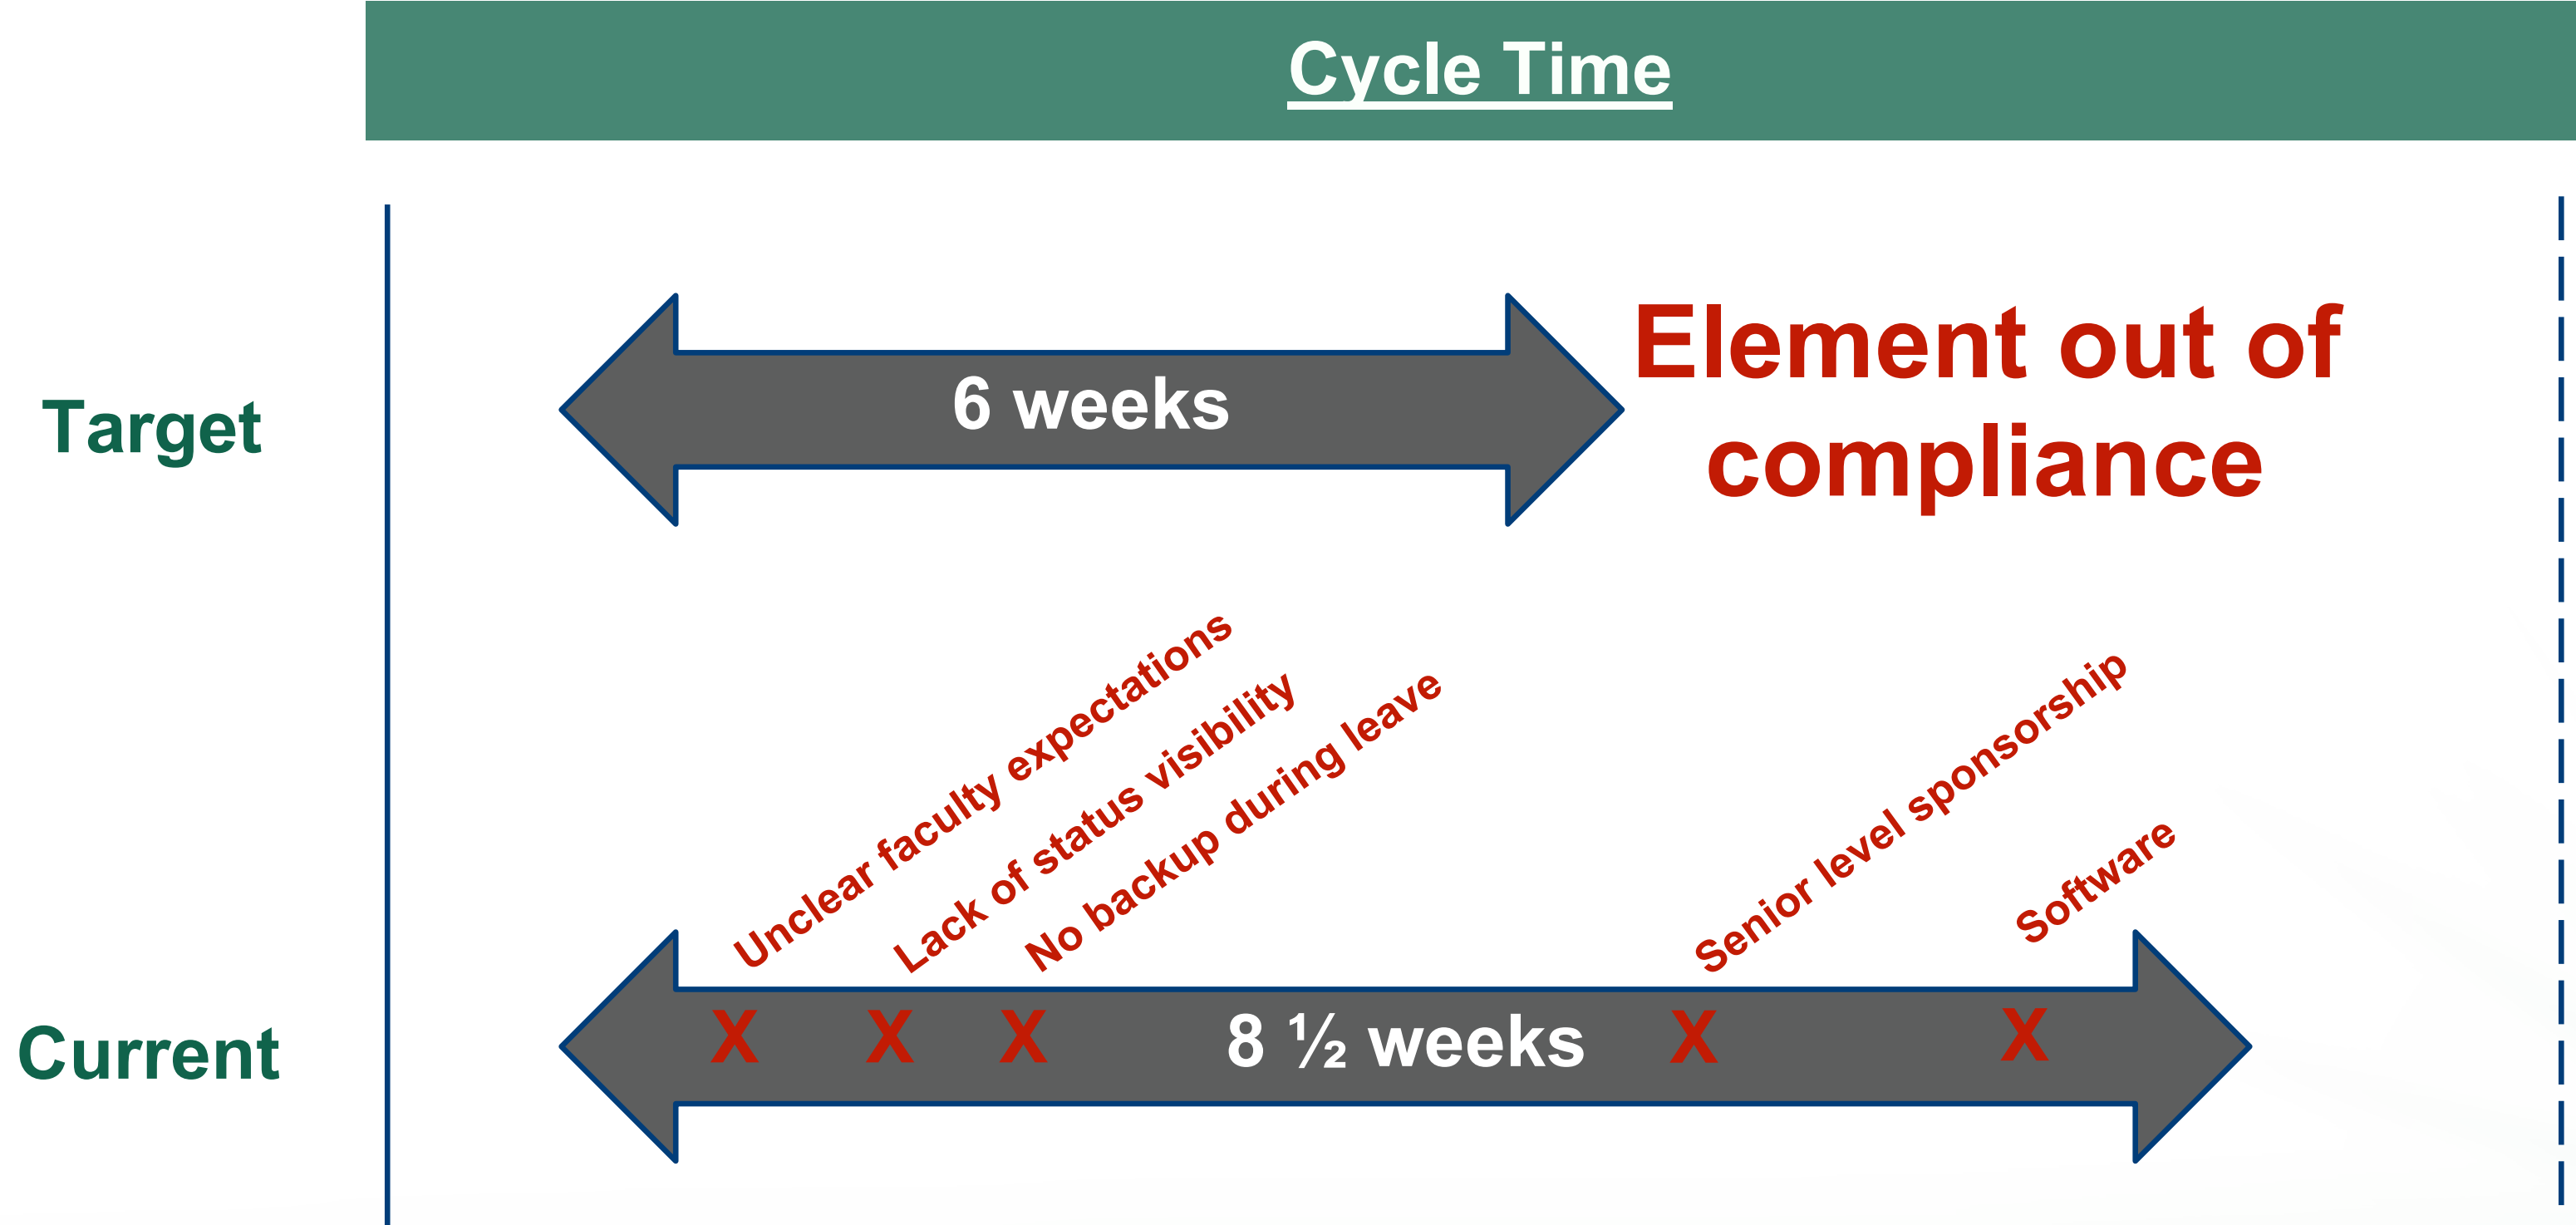 Cycle Time
Target
6 weeks
Element out of
compliance
Unclear faculty expectations
Lack of status visibility
No backup during leave
Senior level sponsorship
Software
Current
X X X 8 ½ weeks X X